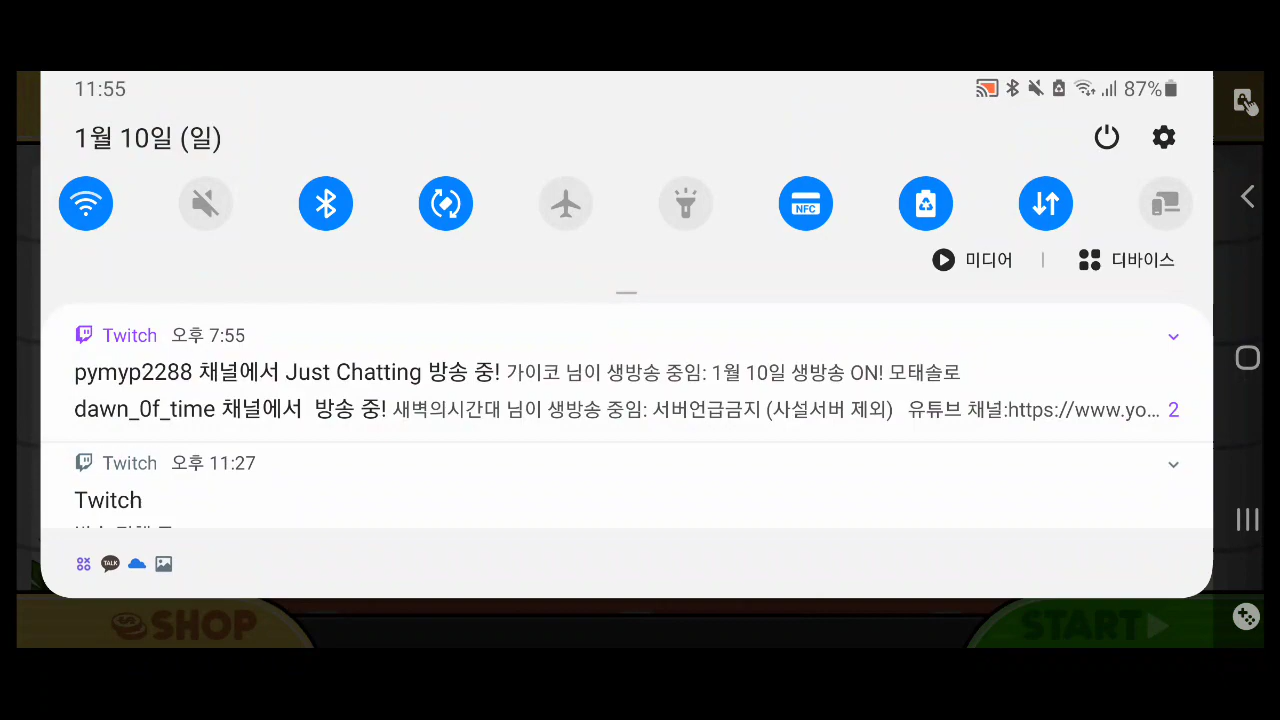 11:55
87%
1월 10일 (일)
NFC
미디어 | 디바이스
Twitch 오후 7:55
pymyp2288 채널에서 Just Chatting 방송 중! 가이코 님이 생방송 중임: 1월 10일 생방송 ON! 모태솔로
dawn_0f_time 채널에서 방송 중! 새벽의시간대 님이 생방송 중임: 서버언급금지 (사설서버 제외) 유튜브 채널:https://www.yo... 2
Twitch 오후 11:27
Twitch
TALK
SHOP
START